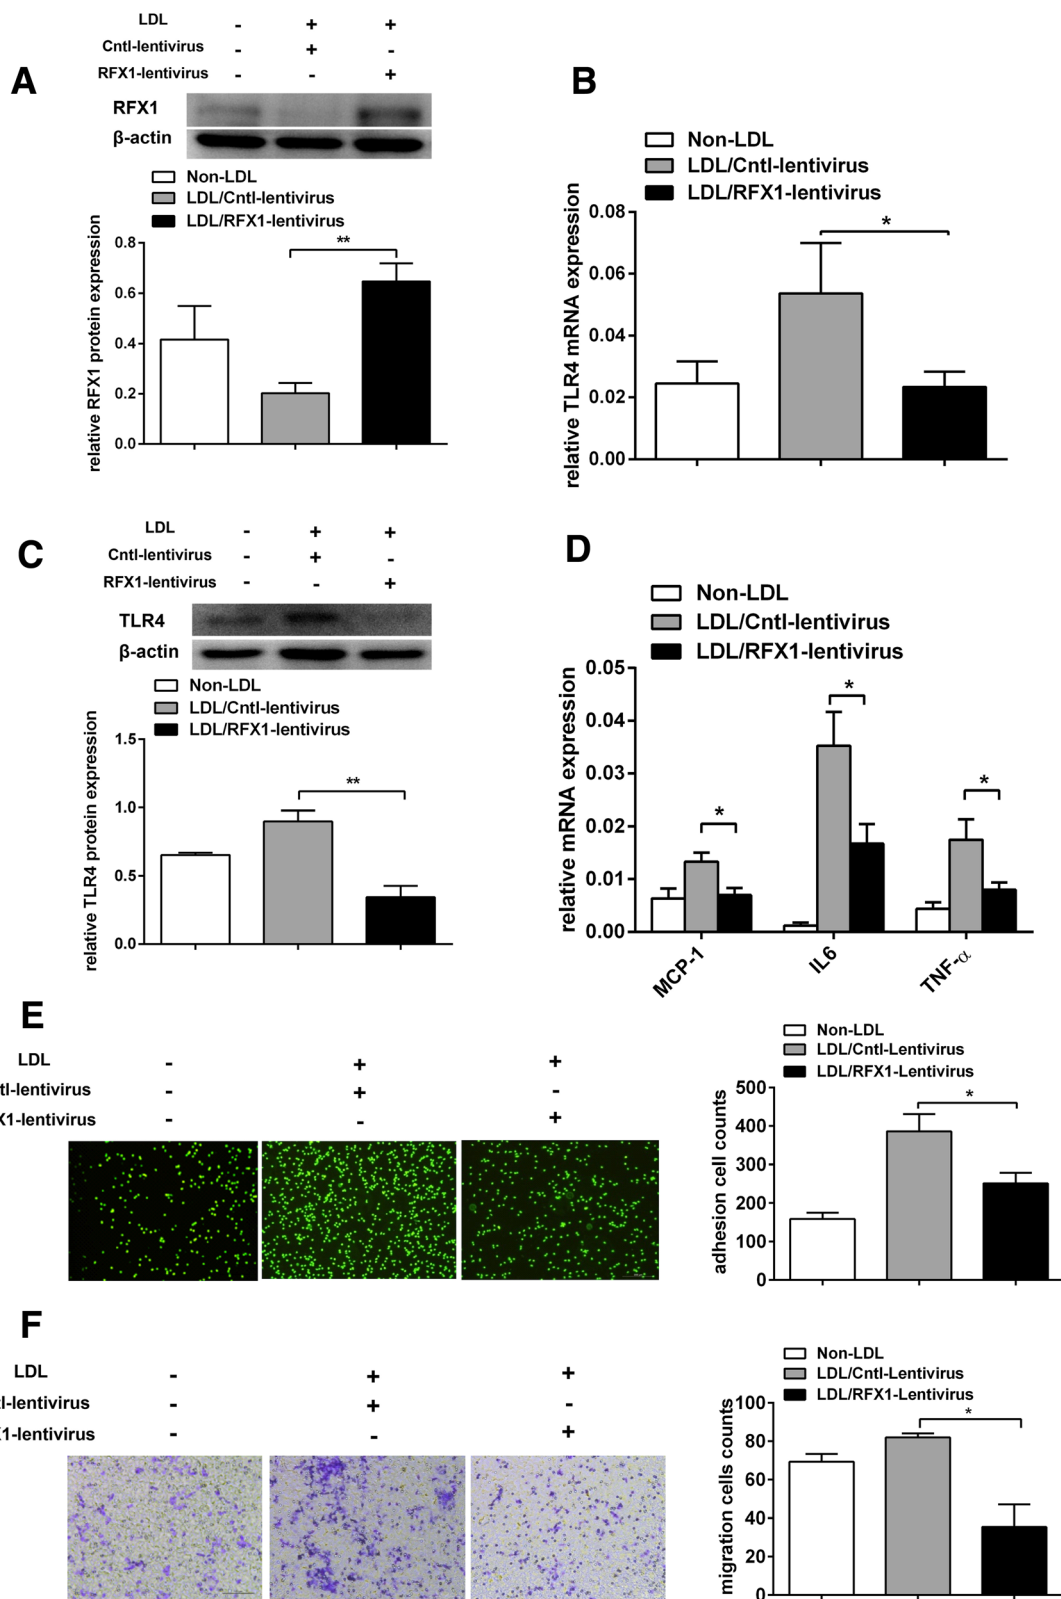 A
LDL - + +
Cntl-lentivirus - + -
RFX1-lentivirus - - +
RFX1
β-actin
Non-LDL
LDL/Cntl-lentivirus
LDL/RFX1-lentivirus
relative RFX1 protein expression
0.8
0.6
0.4
0.2
0.0
**
B
Non-LDL
LDL/Cntl-lentivirus
LDL/RFX1-lentivirus
relative TLR4 mRNA expression
0.08
0.06
0.04
0.02
0.00
*
C
LDL - + +
Cntl-lentivirus - + -
RFX1-lentivirus - - +
TLR4
β-actin
Non-LDL
LDL/Cntl-lentivirus
LDL/RFX1-lentivirus
relative TLR4 protein expression
1.5
1.0
0.5
0.0
**
D
Non-LDL
LDL/Cntl-lentivirus
LDL/RFX1-lentivirus
relative mRNA expression
0.05
0.04
0.03
0.02
0.01
0.00
*
*
*
MCP-1
IL6
TNF-α
E
LDL - + +
tl-lentivirus - + -
X1-lentivirus - - +
Non-LDL
LDL/Cntl-Lentivirus
LDL/RFX1-Lentivirus
adhesion cell counts
500
400
300
200
100
0
*
F
LDL - + +
tl-lentivirus - + -
1-lentivirus - - +
Non-LDL
LDL/Cntl-Lentivirus
LDL/RFX1-Lentivirus
migration cells counts
100
80
60
40
20
0
*